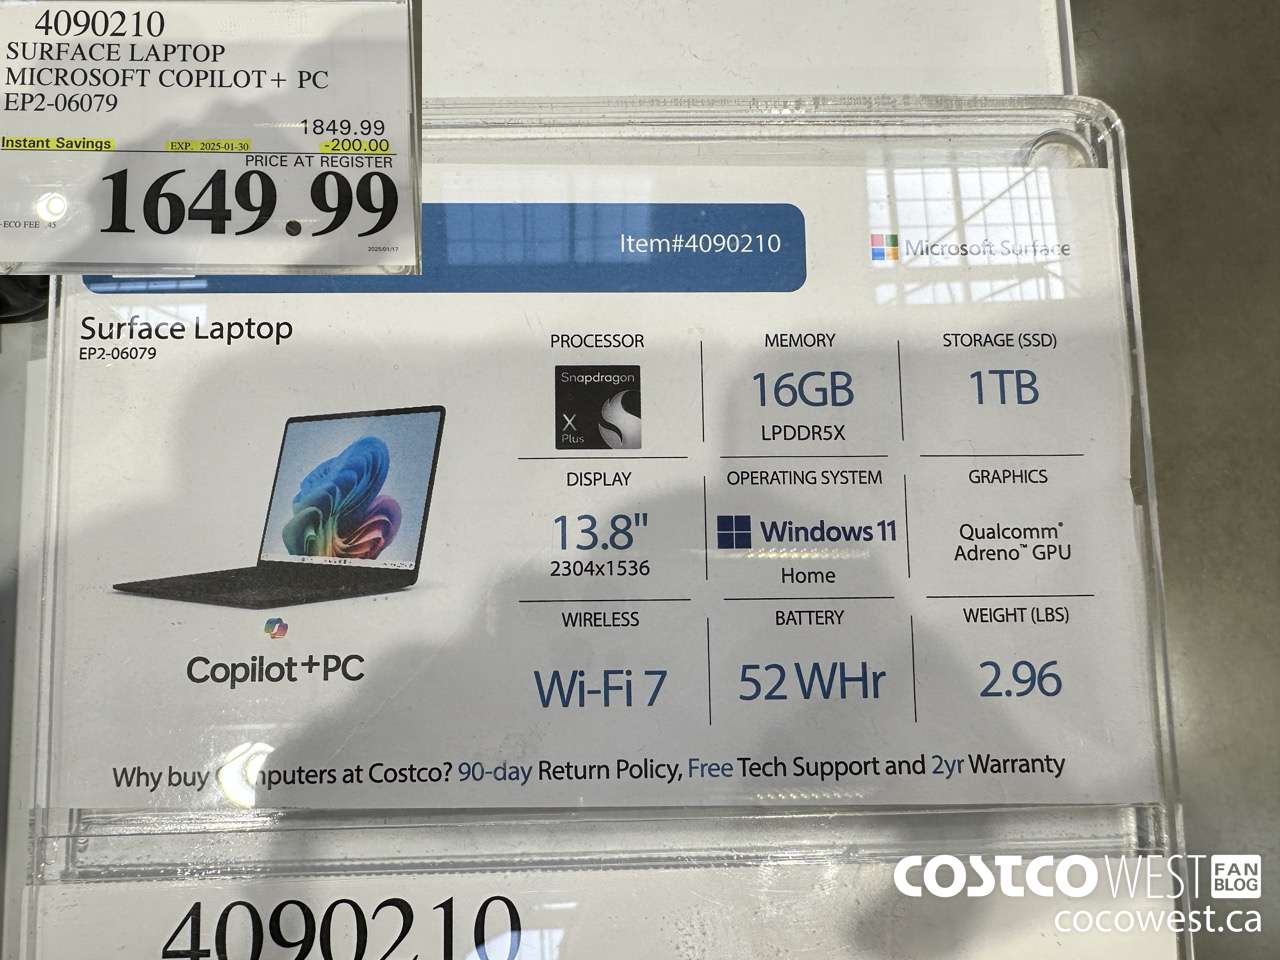 4090210
SURFACE LAPTOP
MICROSOFT COPILOT+ PC
EP2-06079
1849.99
Instant Savings EXP. 2025-01-30 -200.00
PRICE AT REGISTER
1649.99
ECO FEE .45
2025/01/17
Item#4090210
Microsoft Surface
Surface Laptop
EP2-06079
PROCESSOR
Snapdragon
X
Plus
MEMORY
16GB
LPDDR5X
STORAGE (SSD)
1TB
DISPLAY
13.8"
2304x1536
OPERATING SYSTEM
Windows 11
Home
GRAPHICS
Qualcomm®
Adreno™ GPU
WIRELESS
Wi-Fi 7
BATTERY
52 WHr
WEIGHT (LBS)
2.96
Copilot+PC
Why buy mputers at Costco? 90-day Return Policy, Free Tech Support and 2yr Warranty
4090210
COSTCO WEST FAN BLOG
cocowest.ca